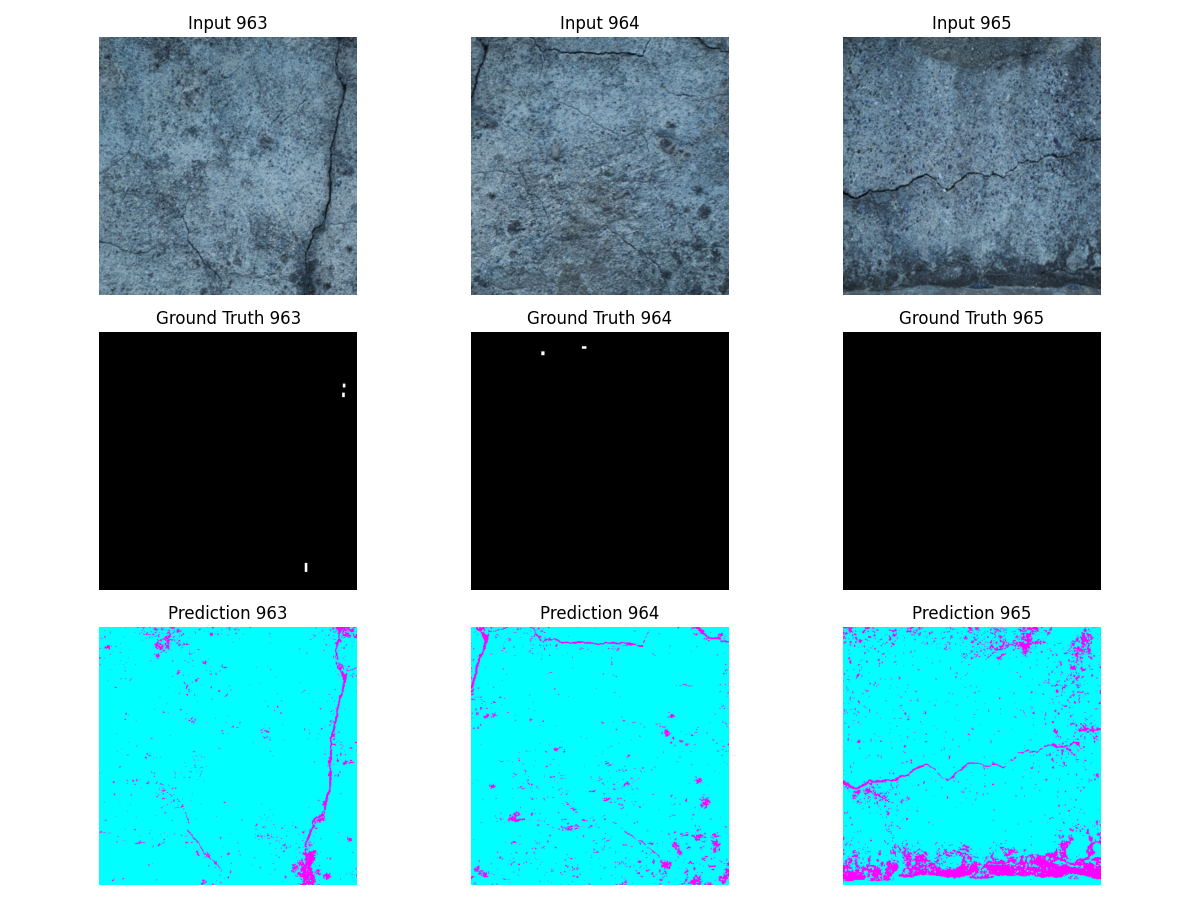 Input 963
Input 964
Input 965
Ground Truth 963
Ground Truth 964
Ground Truth 965
Prediction 963
Prediction 964
Prediction 965